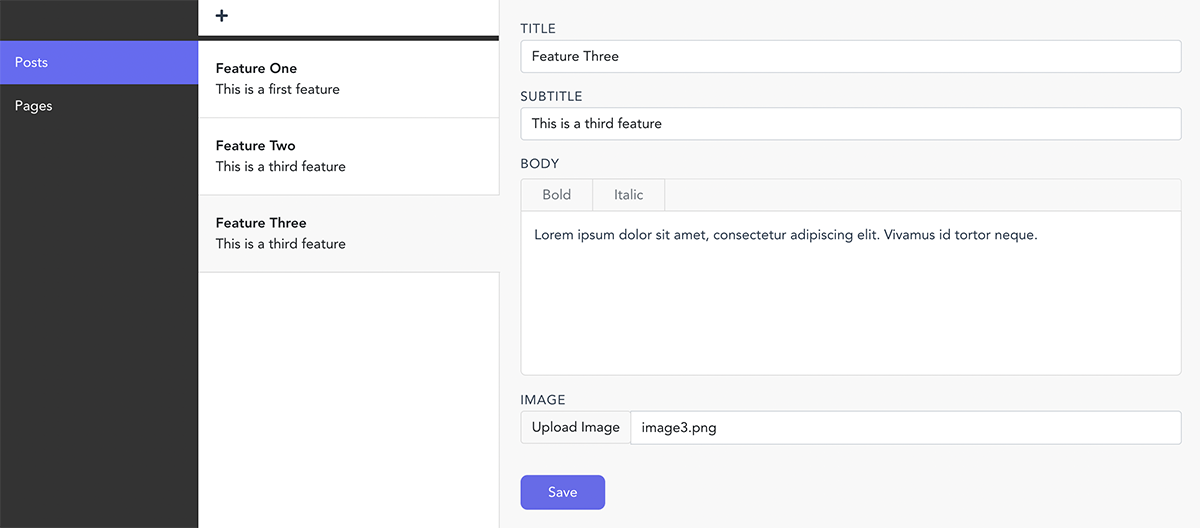 +
Posts
Pages
Feature One
This is a first feature
Feature Two
This is a third feature
Feature Three
This is a third feature
TITLE
Feature Three
SUBTITLE
This is a third feature
BODY
Bold Italic
Lorem ipsum dolor sit amet, consectetur adipiscing elit. Vivamus id tortor neque.
IMAGE
Upload Image image3.png
Save